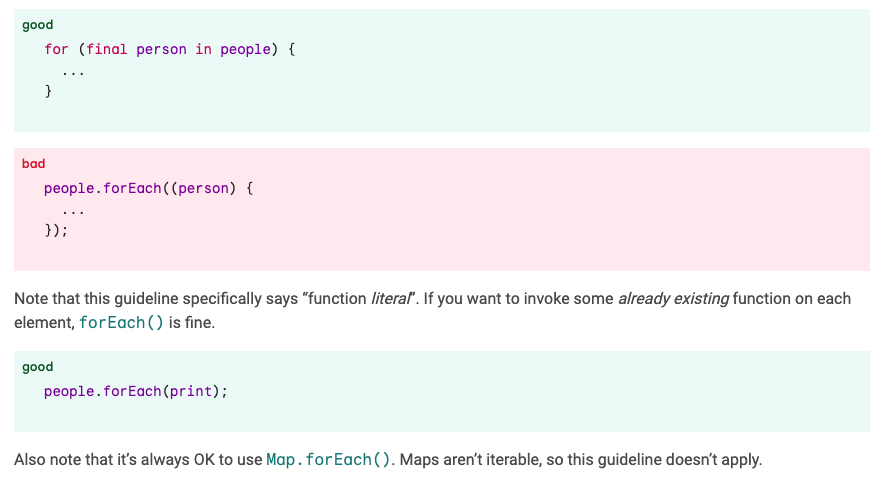 good
for (final person in people) {
  ...
}
bad
people.forEach((person) {
  ...
});
Note that this guideline specifically says “function literal”. If you want to invoke some already existing function on each
element, forEach() is fine.
good
people.forEach(print);
Also note that it’s always OK to use Map.forEach(). Maps aren’t iterable, so this guideline doesn’t apply.